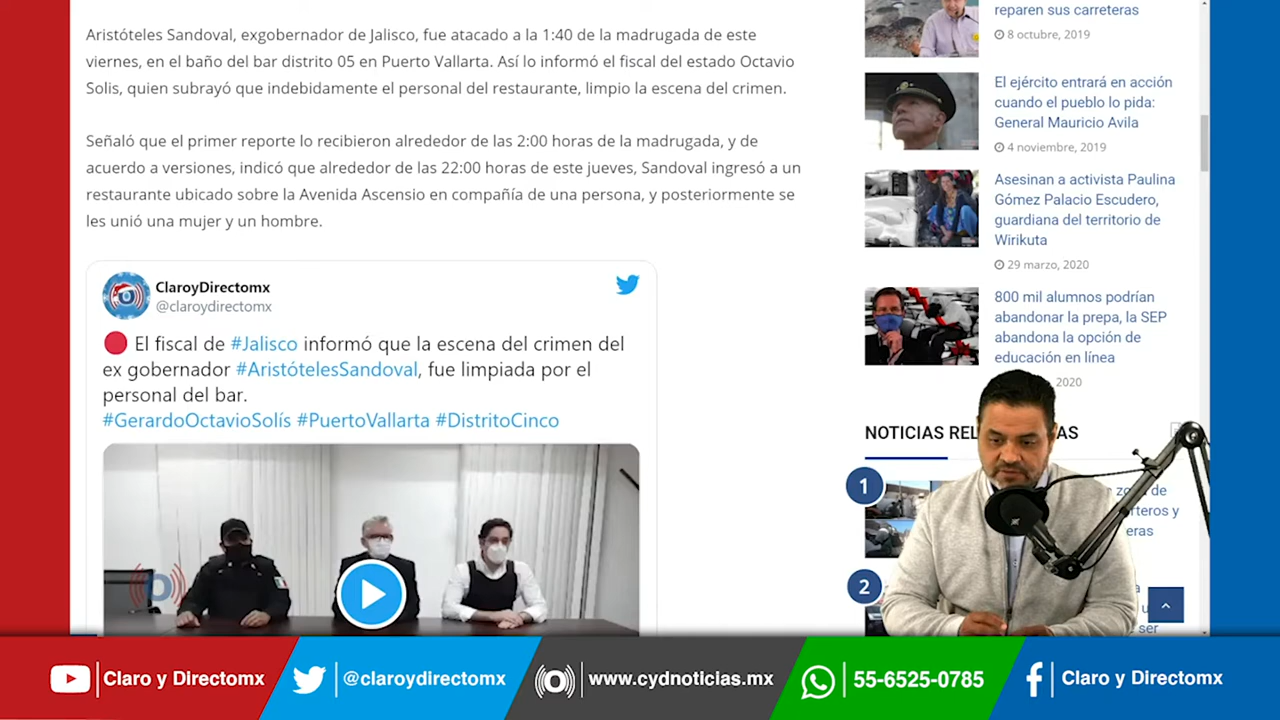 Aristóteles Sandoval, exgobernador de Jalisco, fue atacado a la 1:40 de la madrugada de este
viernes, en el baño del bar distrito 05 en Puerto Vallarta. Así lo informó el fiscal del estado Octavio
Solis, quien subrayó que indebidamente el personal del restaurante, limpio la escena del crimen.
Señaló que el primer reporte lo recibieron alrededor de las 2:00 horas de la madrugada, y de
acuerdo a versiones, indicó que alrededor de las 22:00 horas de este jueves, Sandoval ingresó a un
restaurante ubicado sobre la Avenida Ascensio en compañía de una persona, y posteriormente se
les unió una mujer y un hombre.
ClaroyDirectomx
@claroydirectomx
El fiscal de #Jalisco informó que la escena del crimen del
ex gobernador #AristótelesSandoval, fue limpiada por el
personal del bar.
#GerardoOctavioSolís #PuertoVallarta #DistritoCinco
reparen sus carreteras
8 octubre, 2019
El ejército entrará en acción
cuando el pueblo lo pida:
General Mauricio Avila
4 noviembre, 2019
Asesinan a activista Paulina
Gómez Palacio Escudero,
guardiana del territorio de
Wirikuta
29 marzo, 2020
800 mil alumnos podrían
abandonar la prepa, la SEP
abandona la opción de
educación en línea
2020
NOTICIAS REL AS
1
de
rteros y
eras
2
ser
Claro y Directomx
@claroydirectomx
www.cydnoticias.mx
55-6525-0785
Claro y Directomx